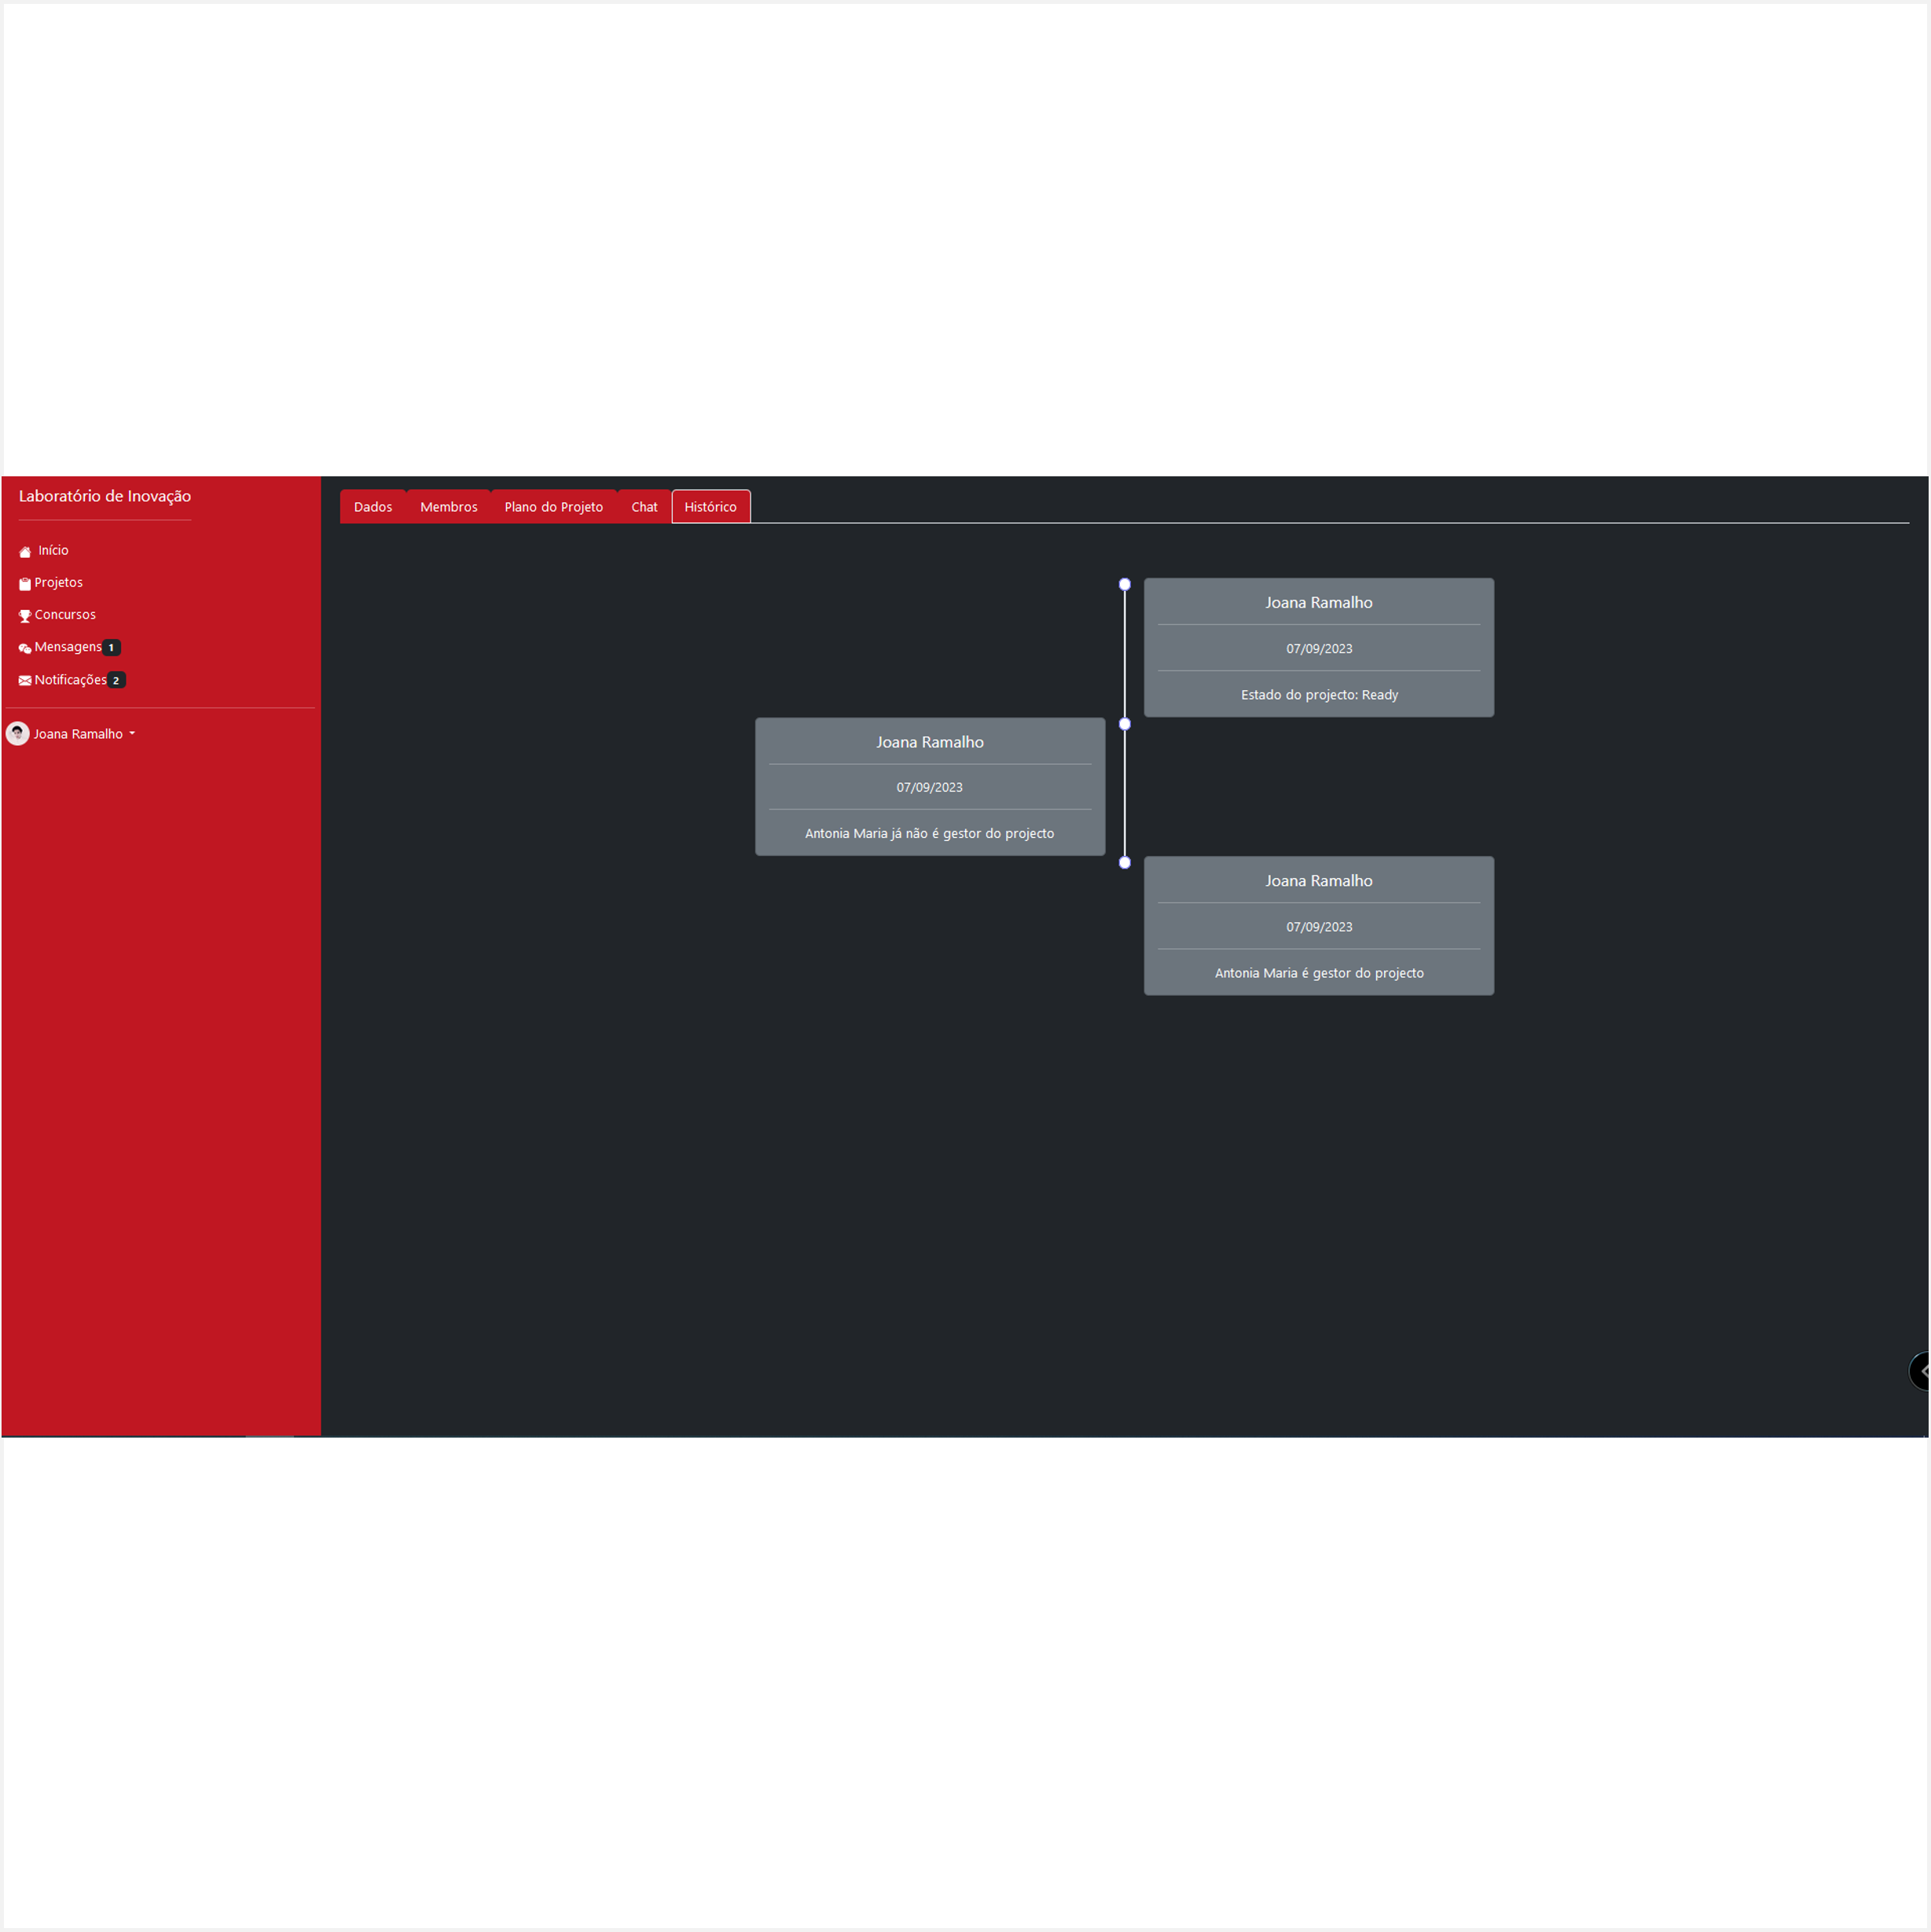 Laboratório de Inovação
Início
Projetos
Concursos
Mensagens 1
Notificações 2
Joana Ramalho
Dados Membros Plano do Projeto Chat Histórico
Joana Ramalho
07/09/2023
Estado do projecto: Ready
Joana Ramalho
07/09/2023
Antonia Maria já não é gestor do projecto
Joana Ramalho
07/09/2023
Antonia Maria é gestor do projecto